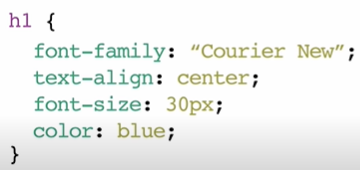 h1 {
font-family: “Courier New”;
text-align: center;
font-size: 30px;
color: blue;
}